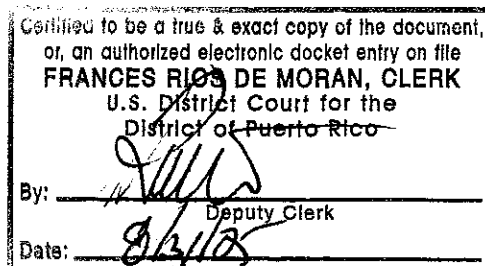 Certified to be a true & exact copy of the document,
or, an authorized electronic docket entry on file
FRANCES RIOS DE MORAN, CLERK
U.S. District Court for the
District of Puerto Rico
By:
Deputy Clerk
Date: